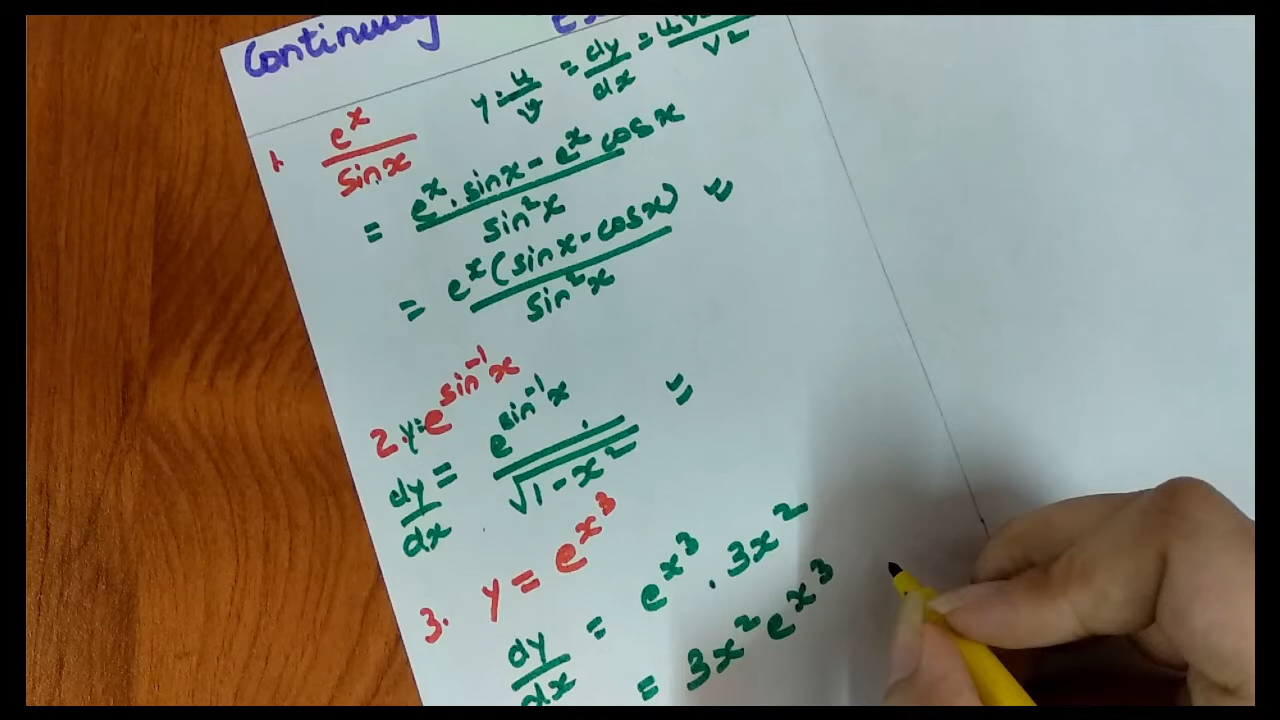 Continuity
1. e^x / sin x
y = u/v = dy/dx =
= e^x . sin x - e^x cos x / sin²x
= e^x (sin x - cos x) / sin²x
2. y = e^sin⁻¹x
dy/dx = e^sin⁻¹x / √1-x²
3. y = e^x³
dy/dx = e^x³ . 3x²
= 3x² e^x³